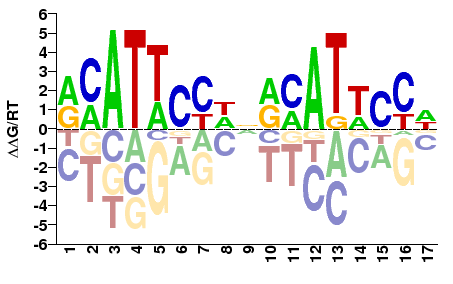 6
5
4
3
2
1
0
-1
-2
-3
-4
-5
-6
ΔΔG/RT
A C A T T C C T A C A T T C C A
G A A T A G A G A T T
T G C A C T A C A T G G T A C T A C
C T T C G A G T T C C C G A G
T G
1 2 3 4 5 6 7 8 9 10 11 12 13 14 15 16 17